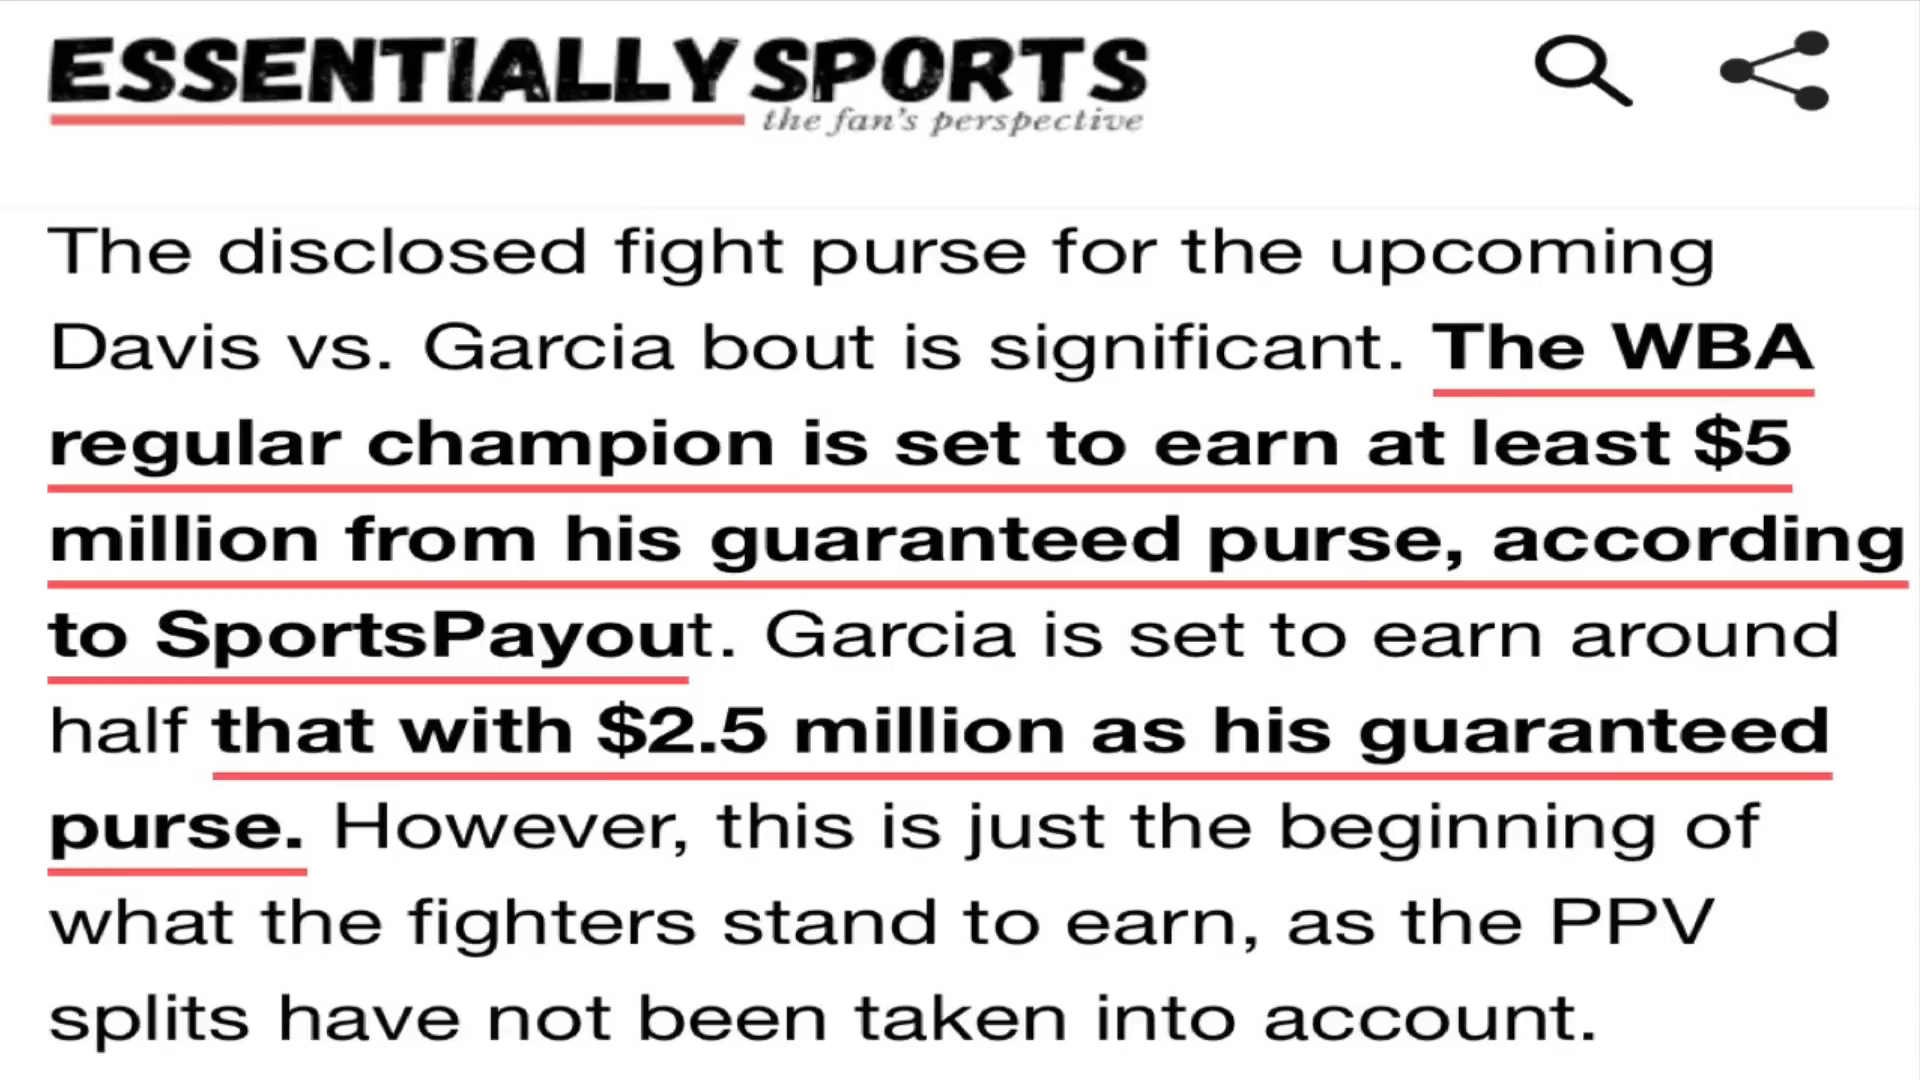 ESSENTIALLYSPORTS
the fan's perspective
The disclosed fight purse for the upcoming
Davis vs. Garcia bout is significant. The WBA
regular champion is set to earn at least $5
million from his guaranteed purse, according
to SportsPayout. Garcia is set to earn around
half that with $2.5 million as his guaranteed
purse. However, this is just the beginning of
what the fighters stand to earn, as the PPV
splits have not been taken into account.